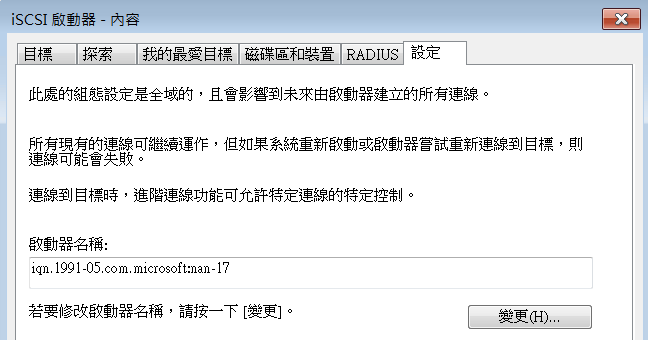 iSCSI 啟動器 - 內容
目標 探索 我的最愛目標 磁碟區和裝置 RADIUS 設定
此處的組態設定是全域的，且會影響到未來由啟動器建立的所有連線。
所有現有的連線可繼續運作，但如果系統重新啟動或啟動器嘗試重新連線到目標，則
連線可能會失敗。
連線到目標時，進階連線功能可允許特定連線的特定控制。
啟動器名稱:
iqn.1991-05.com.microsoft:nan-17
若要修改啟動器名稱，請按一下 [變更]。
變更(H)...